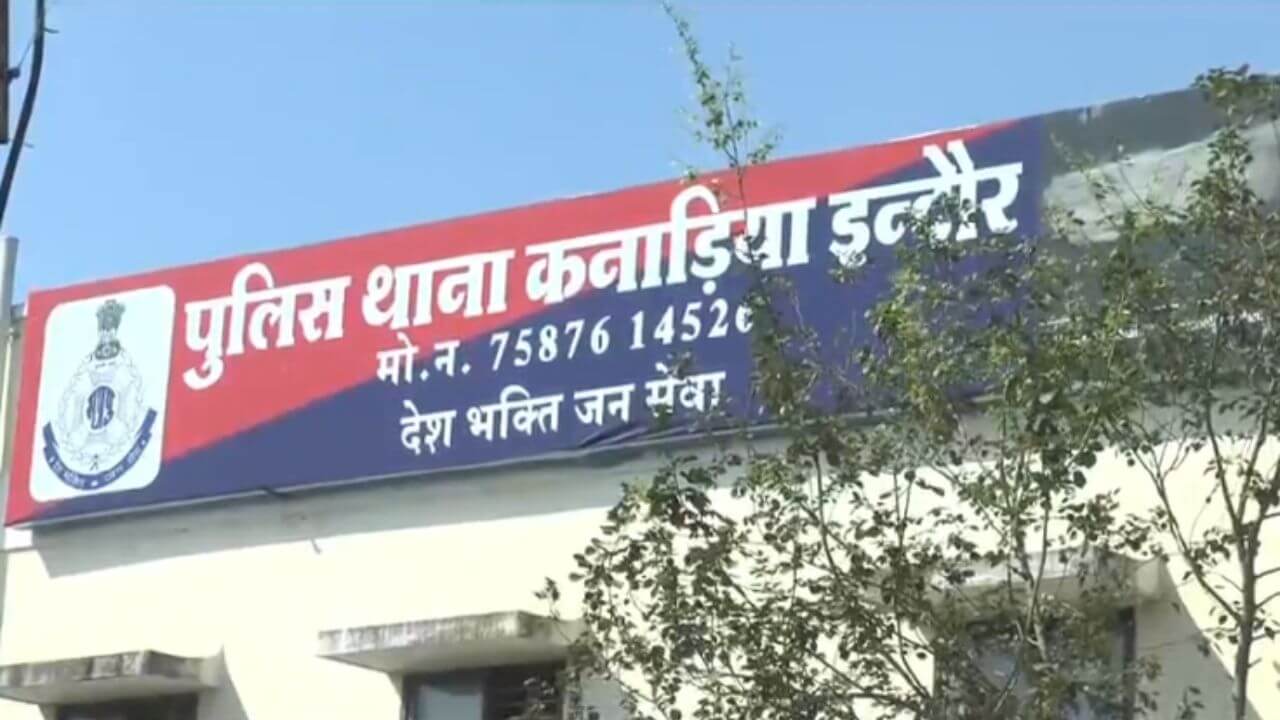 पुलिस थाना कनाड़िया इन्दौर
मो.न. 75876 1452
देश भक्ति जन सेवा